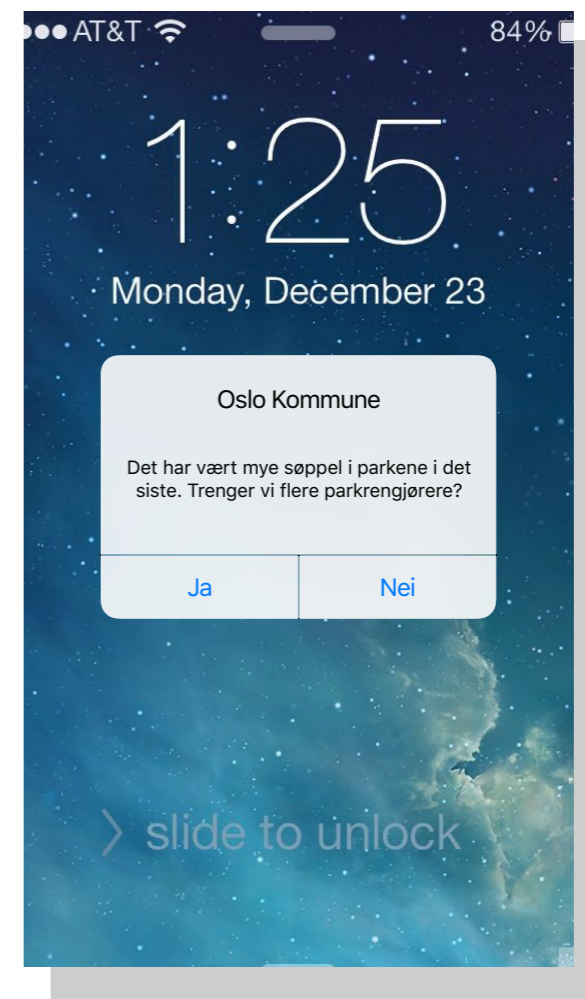 AT&T 84%
1:25
Monday, December 23
Oslo Kommune
Det har vært mye søppel i parkene i det
siste. Trenger vi flere parkrengjørere?
Ja Nei
slide to unlock